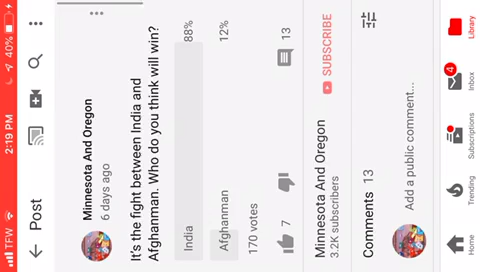 TFW 2:19 PM 40%
Post
Minnesota And Oregon
6 days ago
It's the fight between India and
Afghanman. Who do you think will win?
India 88%
Afghanman 12%
170 votes
7 13
Minnesota And Oregon SUBSCRIBE
3.2K subscribers
Comments 13
Add a public comment...
Home Trending Subscriptions Inbox 4 Library